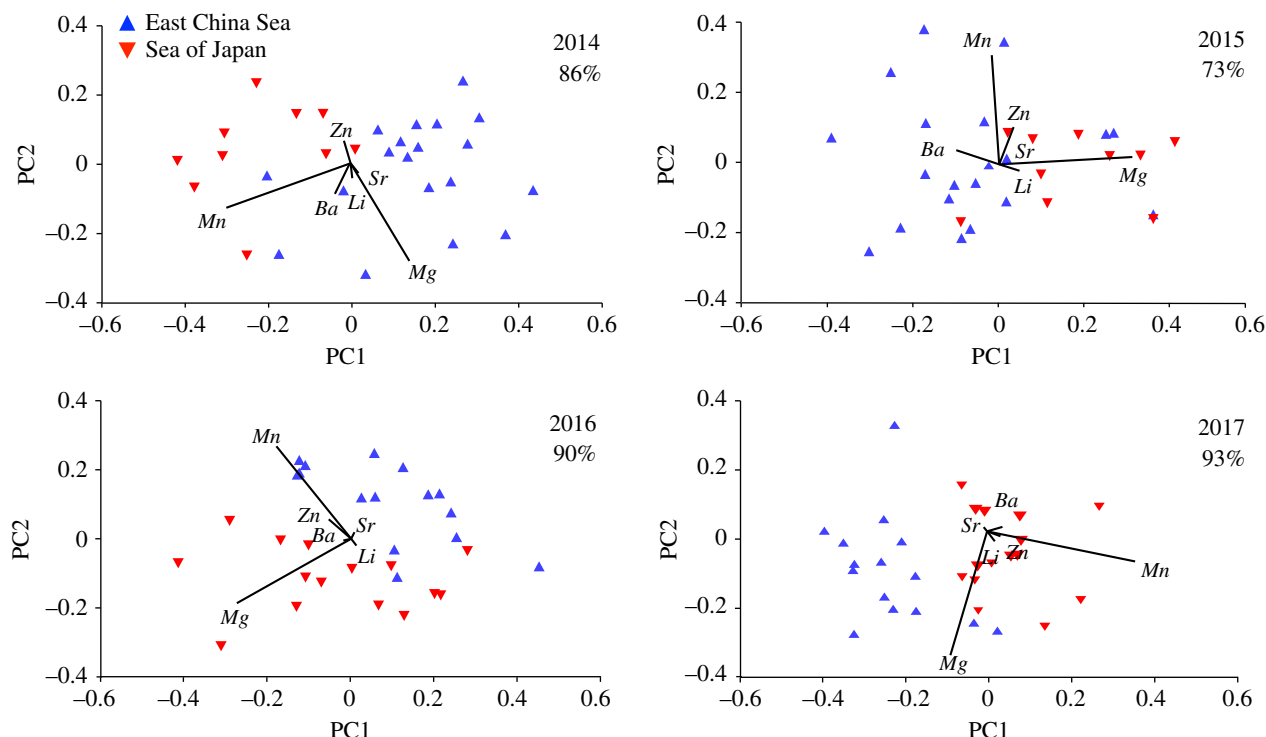 East China Sea
Sea of Japan
2014
86%
0.4
0.2
0
–0.2
–0.4
PC2
Zn
Sr
Li
Ba
Mn
Mg
–0.6
–0.4
–0.2
0
0.2
0.4
0.6
PC1
2015
73%
0.4
0.2
0
–0.2
–0.4
PC2
Mn
Zn
Ba
Sr
Li
Mg
–0.6
–0.4
–0.2
0
0.2
0.4
0.6
PC1
2016
90%
0.4
0.2
0
–0.2
–0.4
PC2
Mn
Zn
Sr
Ba
Li
Mg
–0.6
–0.4
–0.2
0
0.2
0.4
0.6
PC1
2017
93%
0.4
0.2
0
–0.2
–0.4
PC2
Ba
Sr
Li
Zn
Mn
Mg
–0.6
–0.4
–0.2
0
0.2
0.4
0.6
PC1